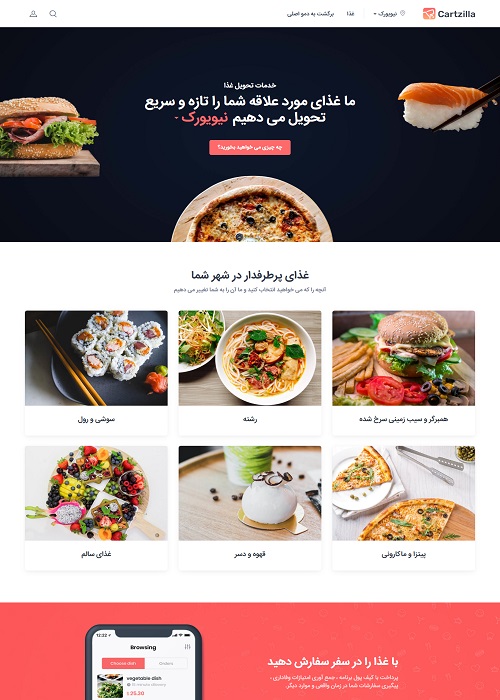 Cartzilla
نیویورک
غذا
برگشت به دمو اصلی
خدمات تحویل غذا
ما غذای مورد علاقه شما را تازه و سریع
تحویل می دهیم نیویورک
چه چیزی می خواهید بخورید؟
غذای پرطرفدار در شهر شما
آنچه را که می خواهید انتخاب کنید و ما آن را به شما تغییر می دهیم
همبرگر و سیب زمینی سرخ شده
رشته
سوشی و رول
پیتزا و ماکارونی
قهوه و دسر
غذای سالم
با غذا را در سفر سفارش دهید
پرداخت با کیف پول برنامه ، جمع آوری امتیازات وفاداری ،
پیگیری سفارشات شما در زمان واقعی و موارد دیگر.
12:22
Browsing
Choose dish
Orders
vegetable dish
£ 25.20